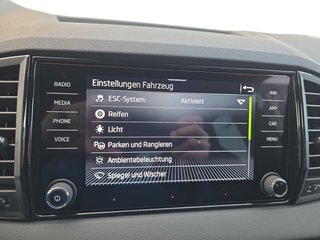 RADIO
MEDIA
PHONE
VOICE
Einstellungen Fahrzeug
ESC-System: Aktiviert
Reifen
Licht
Parken und Rangieren
Ambientebeleuchtung
Spiegel und Wischer
NAV
APP
CAR
MENU